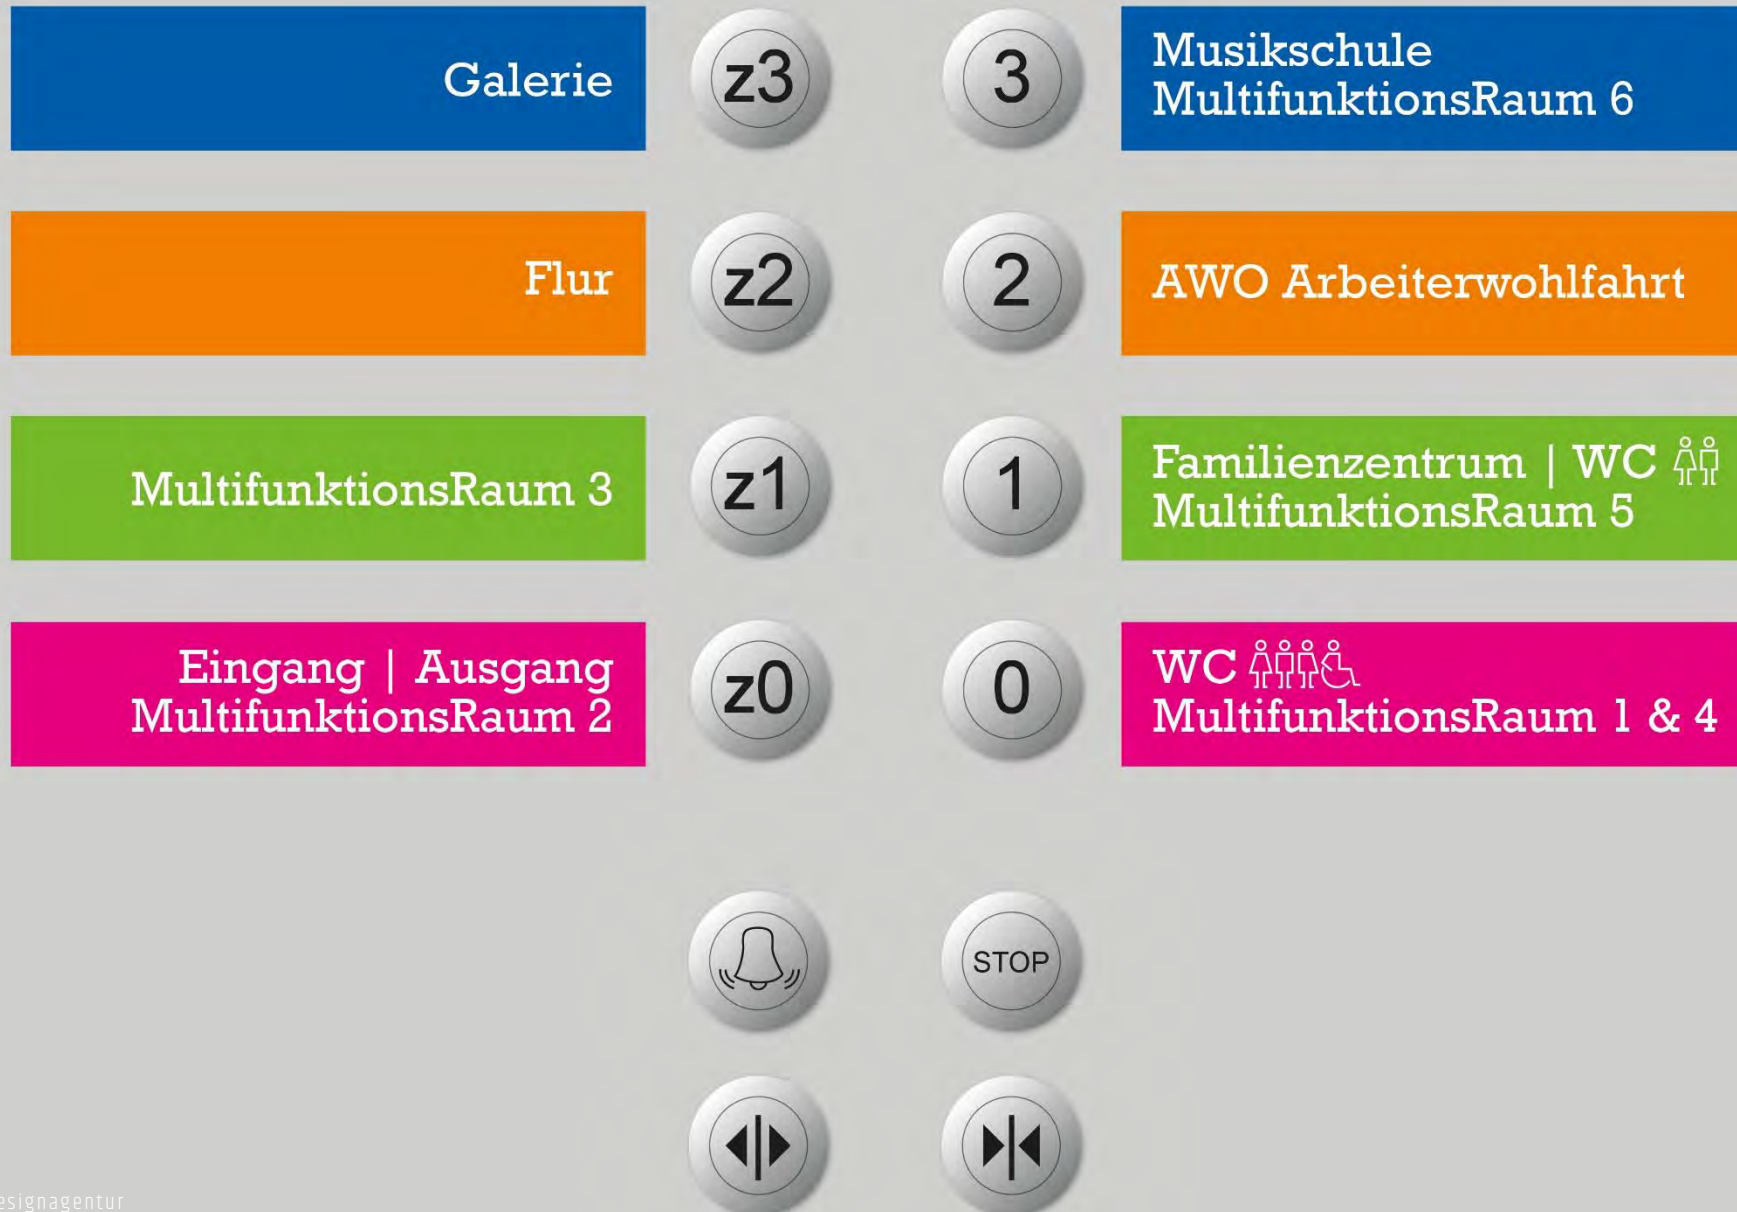 Galerie
z3
3
Musikschule
MultifunktionsRaum 6
Flur
z2
2
AWO Arbeiterwohlfahrt
MultifunktionsRaum 3
z1
1
Familienzentrum | WC
MultifunktionsRaum 5
Eingang | Ausgang
MultifunktionsRaum 2
z0
0
WC
MultifunktionsRaum 1 & 4
STOP
esignagentur